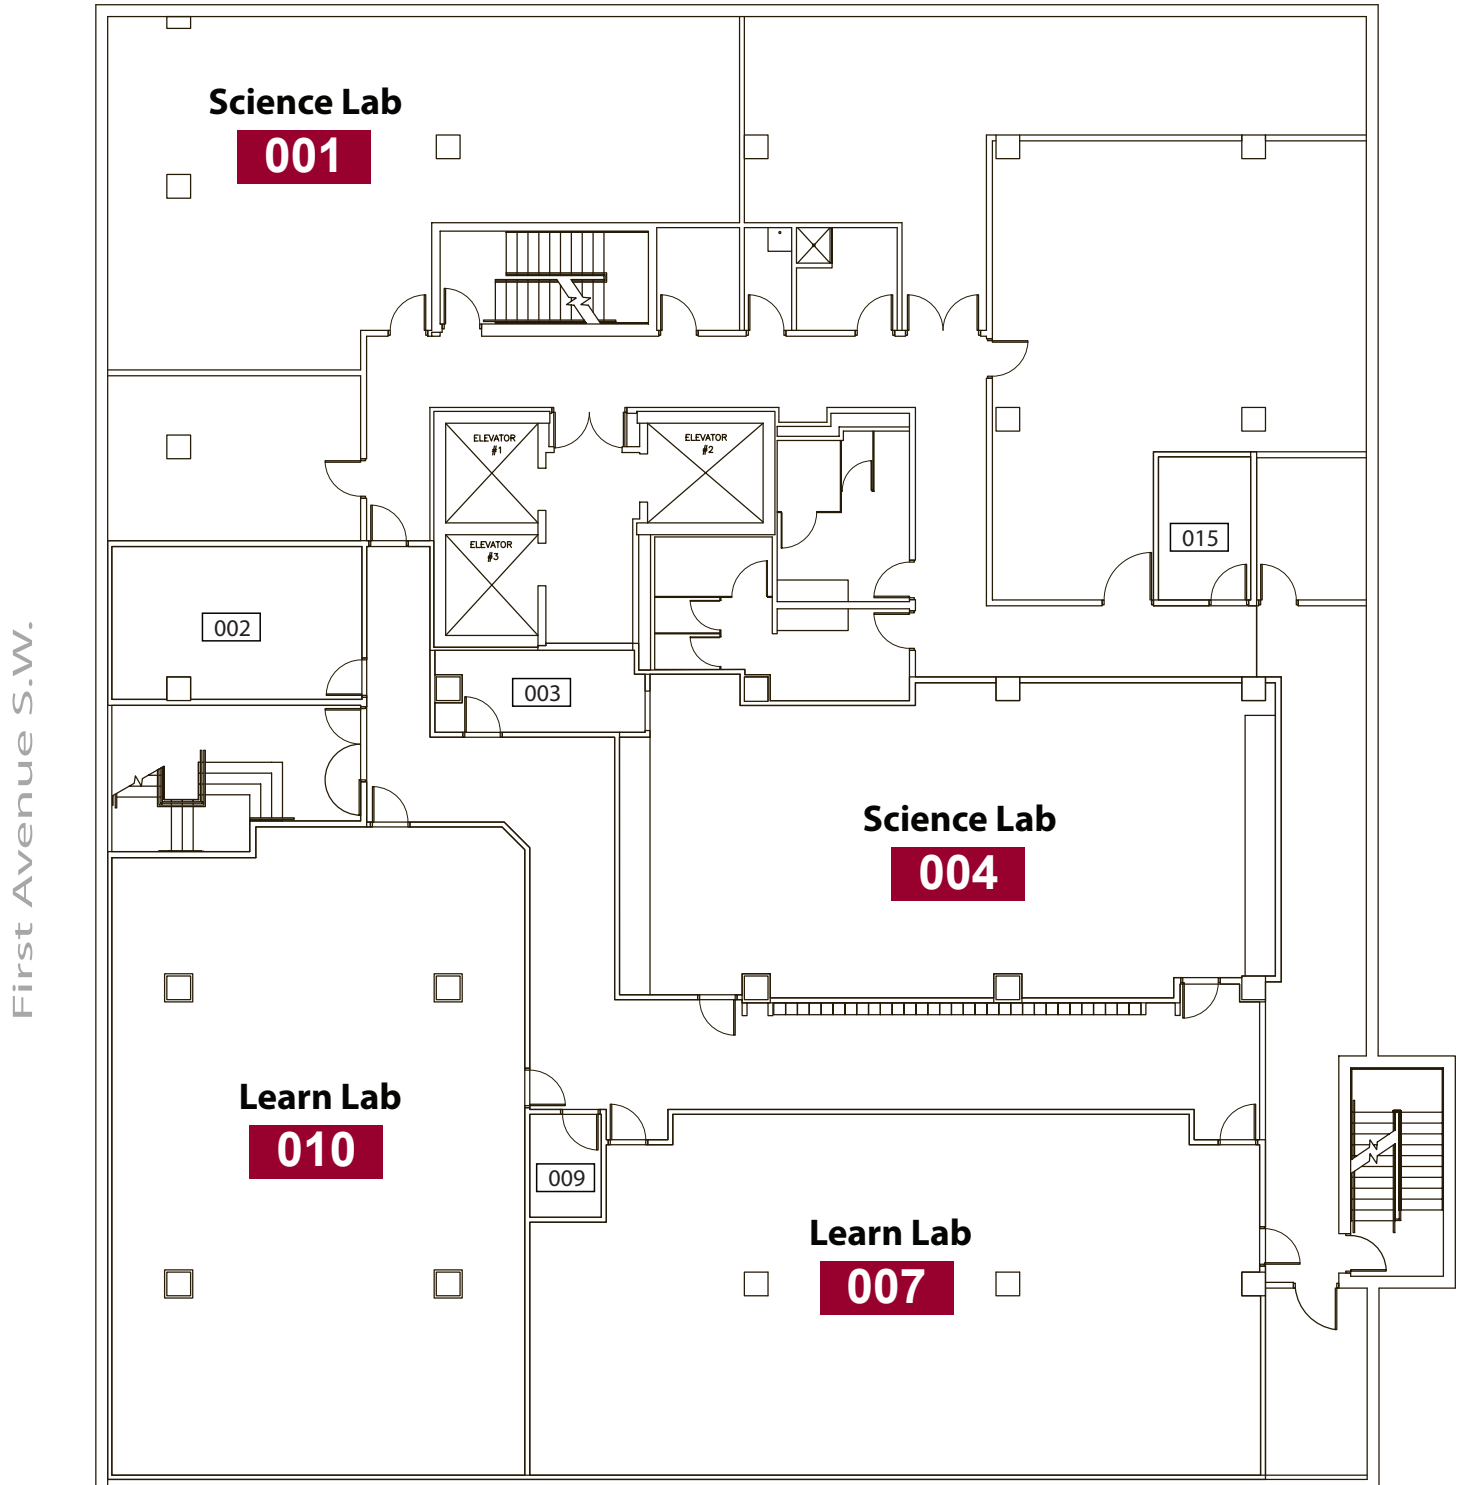 Science Lab
001
ELEVATOR
#1
ELEVATOR
#2
ELEVATOR
#3
015
002
003
First Avenue S.W.
Science Lab
004
Learn Lab
010
009
Learn Lab
007